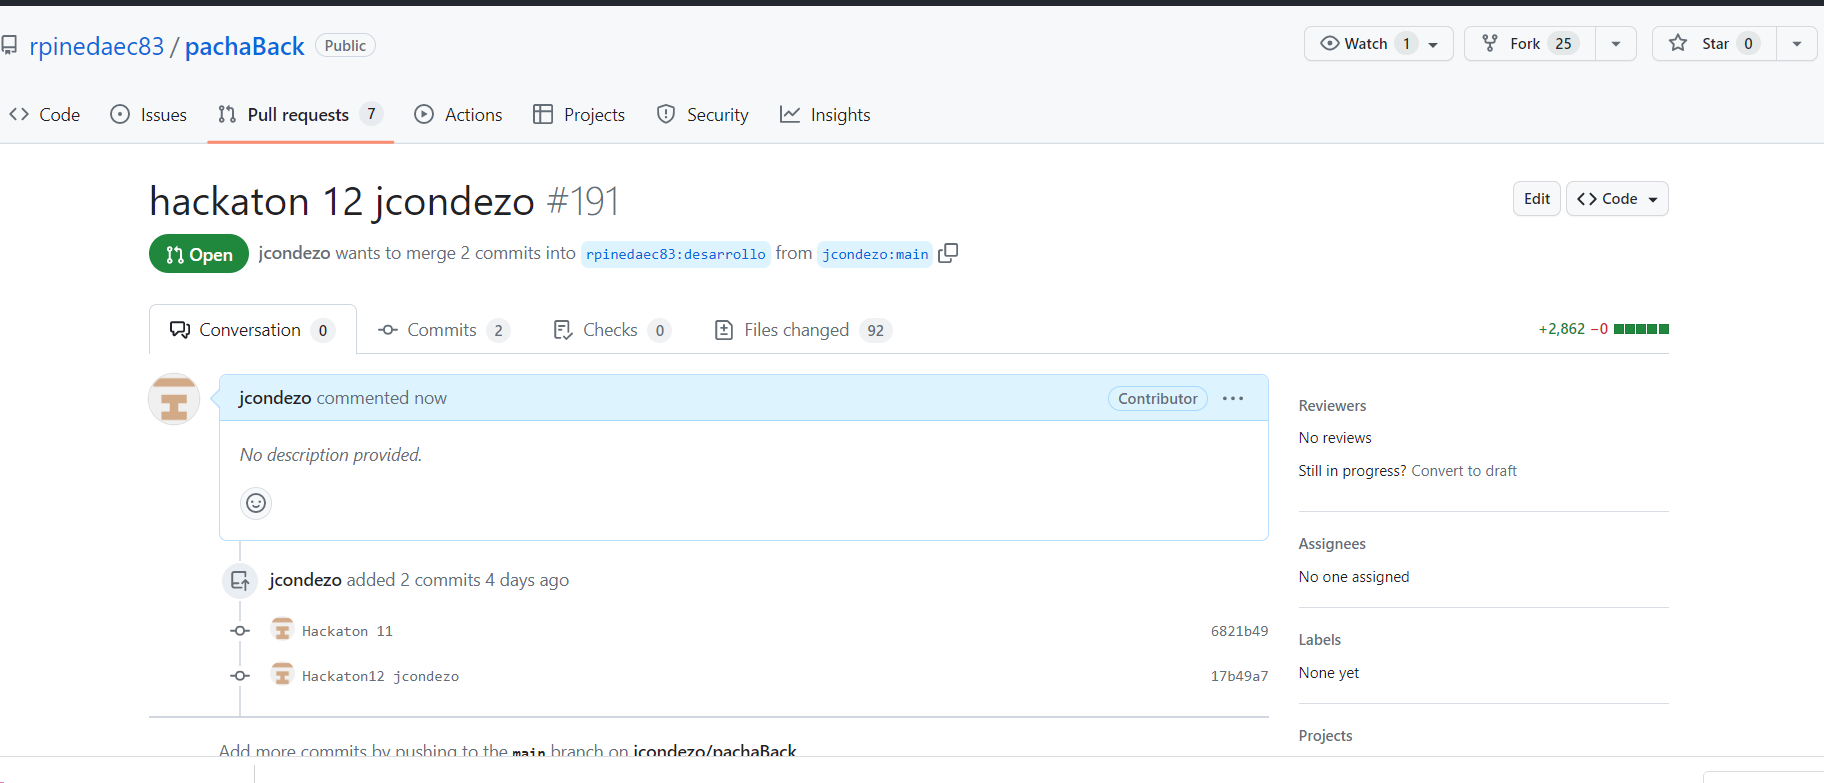 rpinedaec83 / pachaBack Public
Watch 1 Fork 25 Star 0
Code Issues Pull requests 7 Actions Projects Security Insights
hackaton 12 jcondezo #191
Edit Code
Open jcondezo wants to merge 2 commits into rpinedaec83:desarrollo from jcondezo:main
Conversation 0 Commits 2 Checks 0 Files changed 92
+2,862 −0
jcondezo commented now
Contributor
No description provided.
jcondezo added 2 commits 4 days ago
Hackaton 11 6821b49
Hackaton12 jcondezo 17b49a7
Add more commits by pushing to the main branch on jcondezo/pachaBack
Reviewers
No reviews
Still in progress? Convert to draft
Assignees
No one assigned
Labels
None yet
Projects